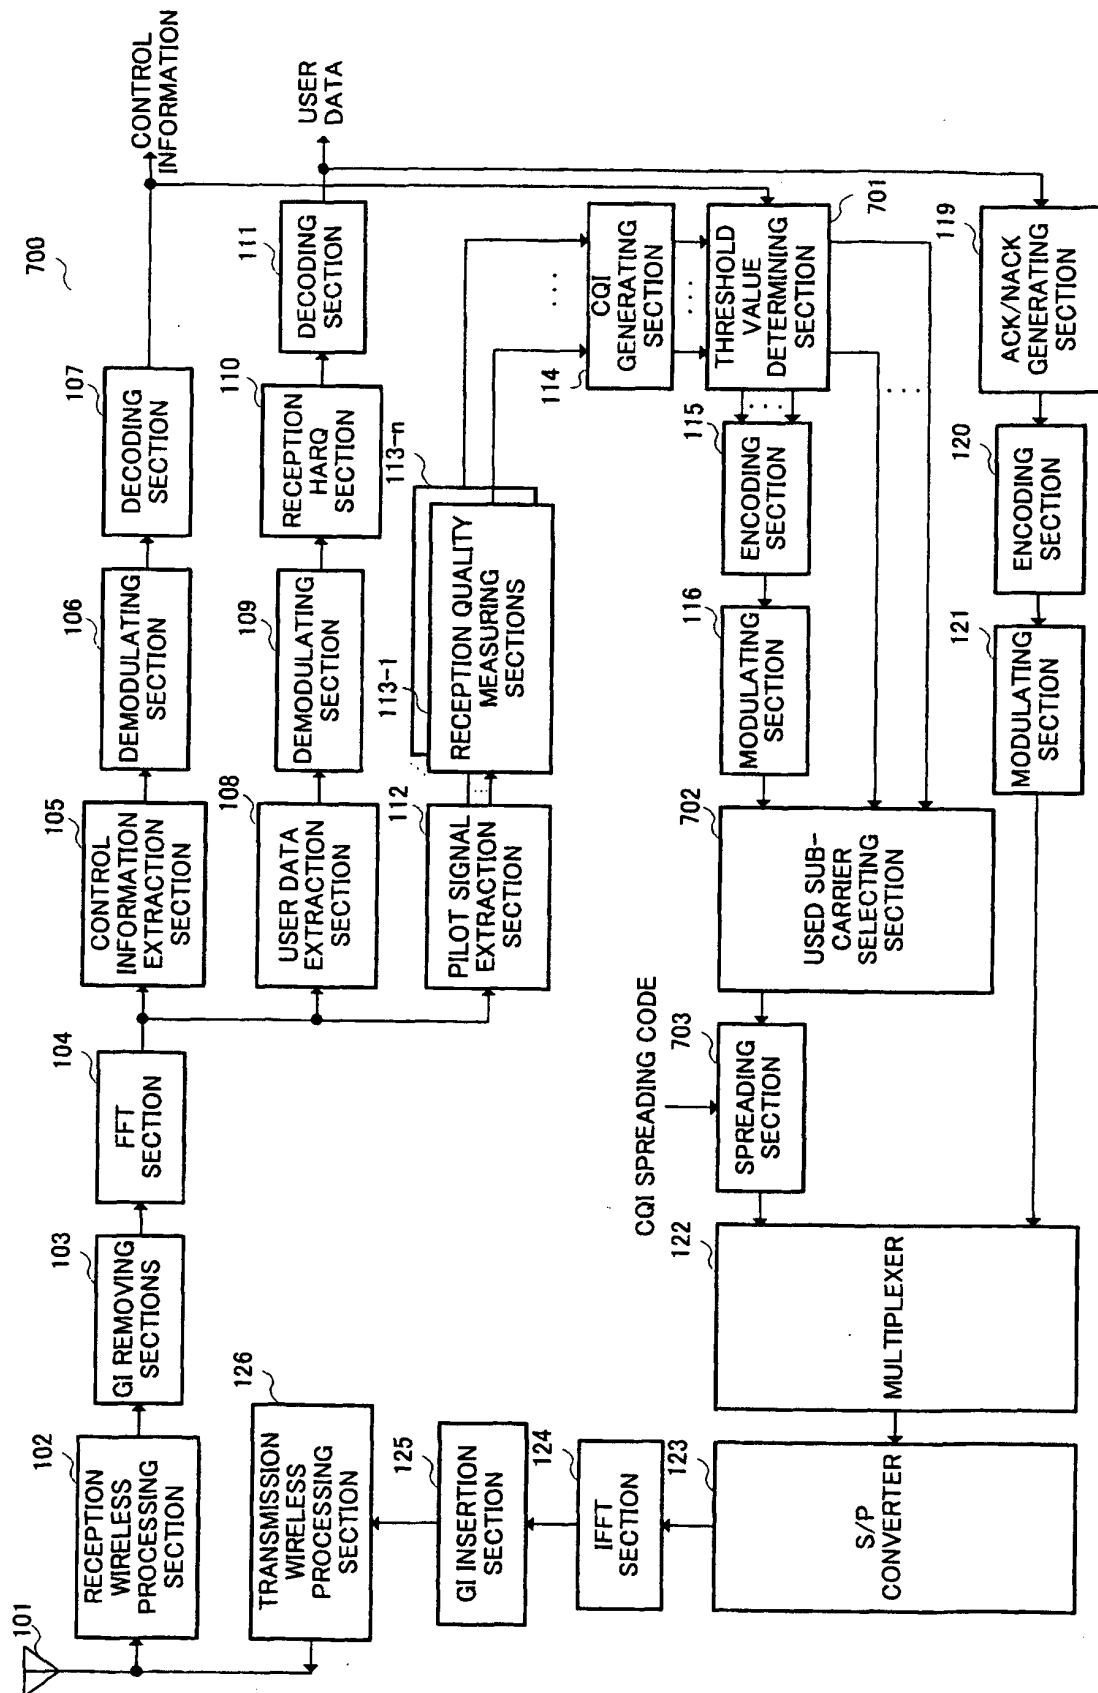 700
101
102
RECEPTION
WIRELESS
PROCESSING
SECTION
103
GI REMOVING
SECTIONS
104
FFT
SECTION
105
CONTROL
INFORMATION
EXTRACTION
SECTION
106
DEMODULATING
SECTION
107
DECODING
SECTION
CONTROL
INFORMATION
108
USER DATA
EXTRACTION
SECTION
109
DEMODULATING
SECTION
110
RECEPTION
HARQ
SECTION
111
DECODING
SECTION
USER
DATA
112
PILOT SIGNAL
EXTRACTION
SECTION
113-1
113-n
RECEPTION QUALITY
MEASURING
SECTIONS
114
CQI
GENERATING
SECTION
701
THRESHOLD
VALUE
DETERMINING
SECTION
115
ENCODING
SECTION
116
MODULATING
SECTION
702
USED SUB-
CARRIER
SELECTING
SECTION
CQI SPREADING CODE
703
SPREADING
SECTION
119
ACK/NACK
GENERATING
SECTION
120
ENCODING
SECTION
121
MODULATING
SECTION
122
MULTIPLEXER
123
S/P
CONVERTER
124
IFFT
SECTION
125
GI INSERTION
SECTION
126
TRANSMISSION
WIRELESS
PROCESSING
SECTION